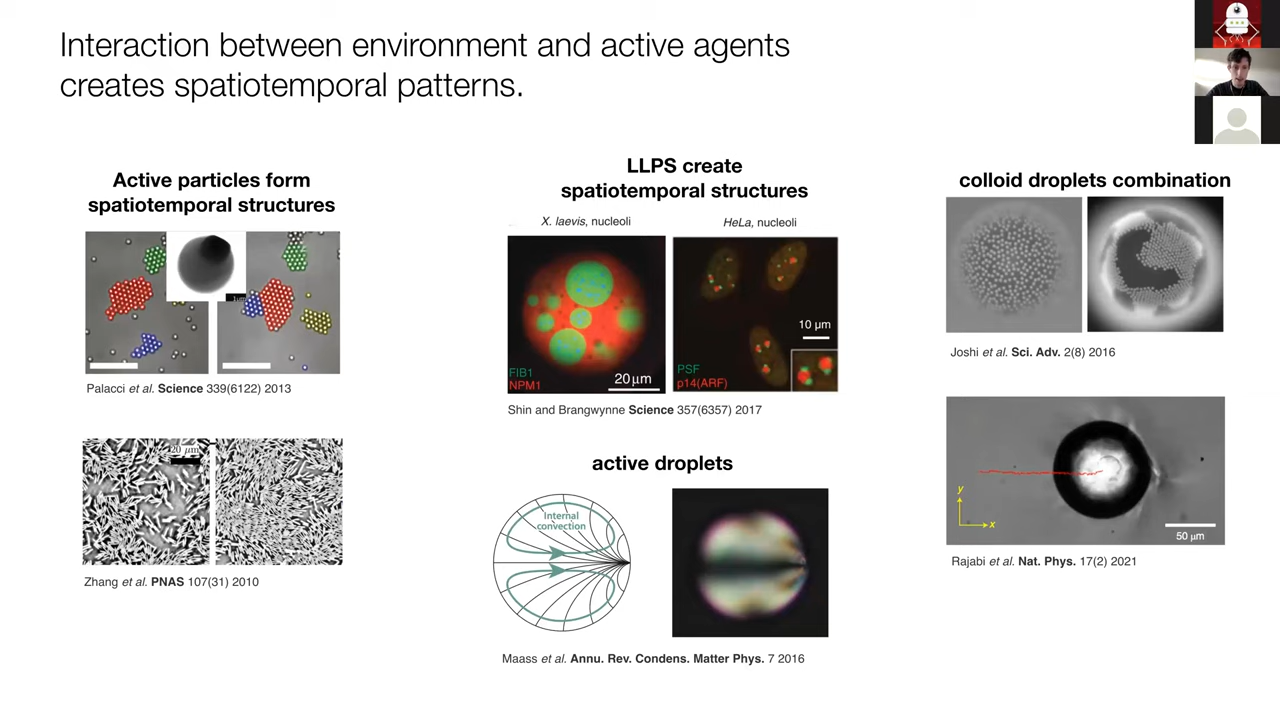 Interaction between environment and active agents
creates spatiotemporal patterns.
Active particles form
spatiotemporal structures
Palacci et al. Science 339(6122) 2013
20 μm
Zhang et al. PNAS 107(31) 2010
LLPS create
spatiotemporal structures
X. laevis, nucleoli
HeLa, nucleoli
FIB1
NPM1
20 μm
10 μm
PSF
p14(ARF)
Shin and Brangwynne Science 357(6357) 2017
active droplets
Internal
convection
Maass et al. Annu. Rev. Condens. Matter Phys. 7 2016
colloid droplets combination
Joshi et al. Sci. Adv. 2(8) 2016
y
x
50 μm
Rajabi et al. Nat. Phys. 17(2) 2021